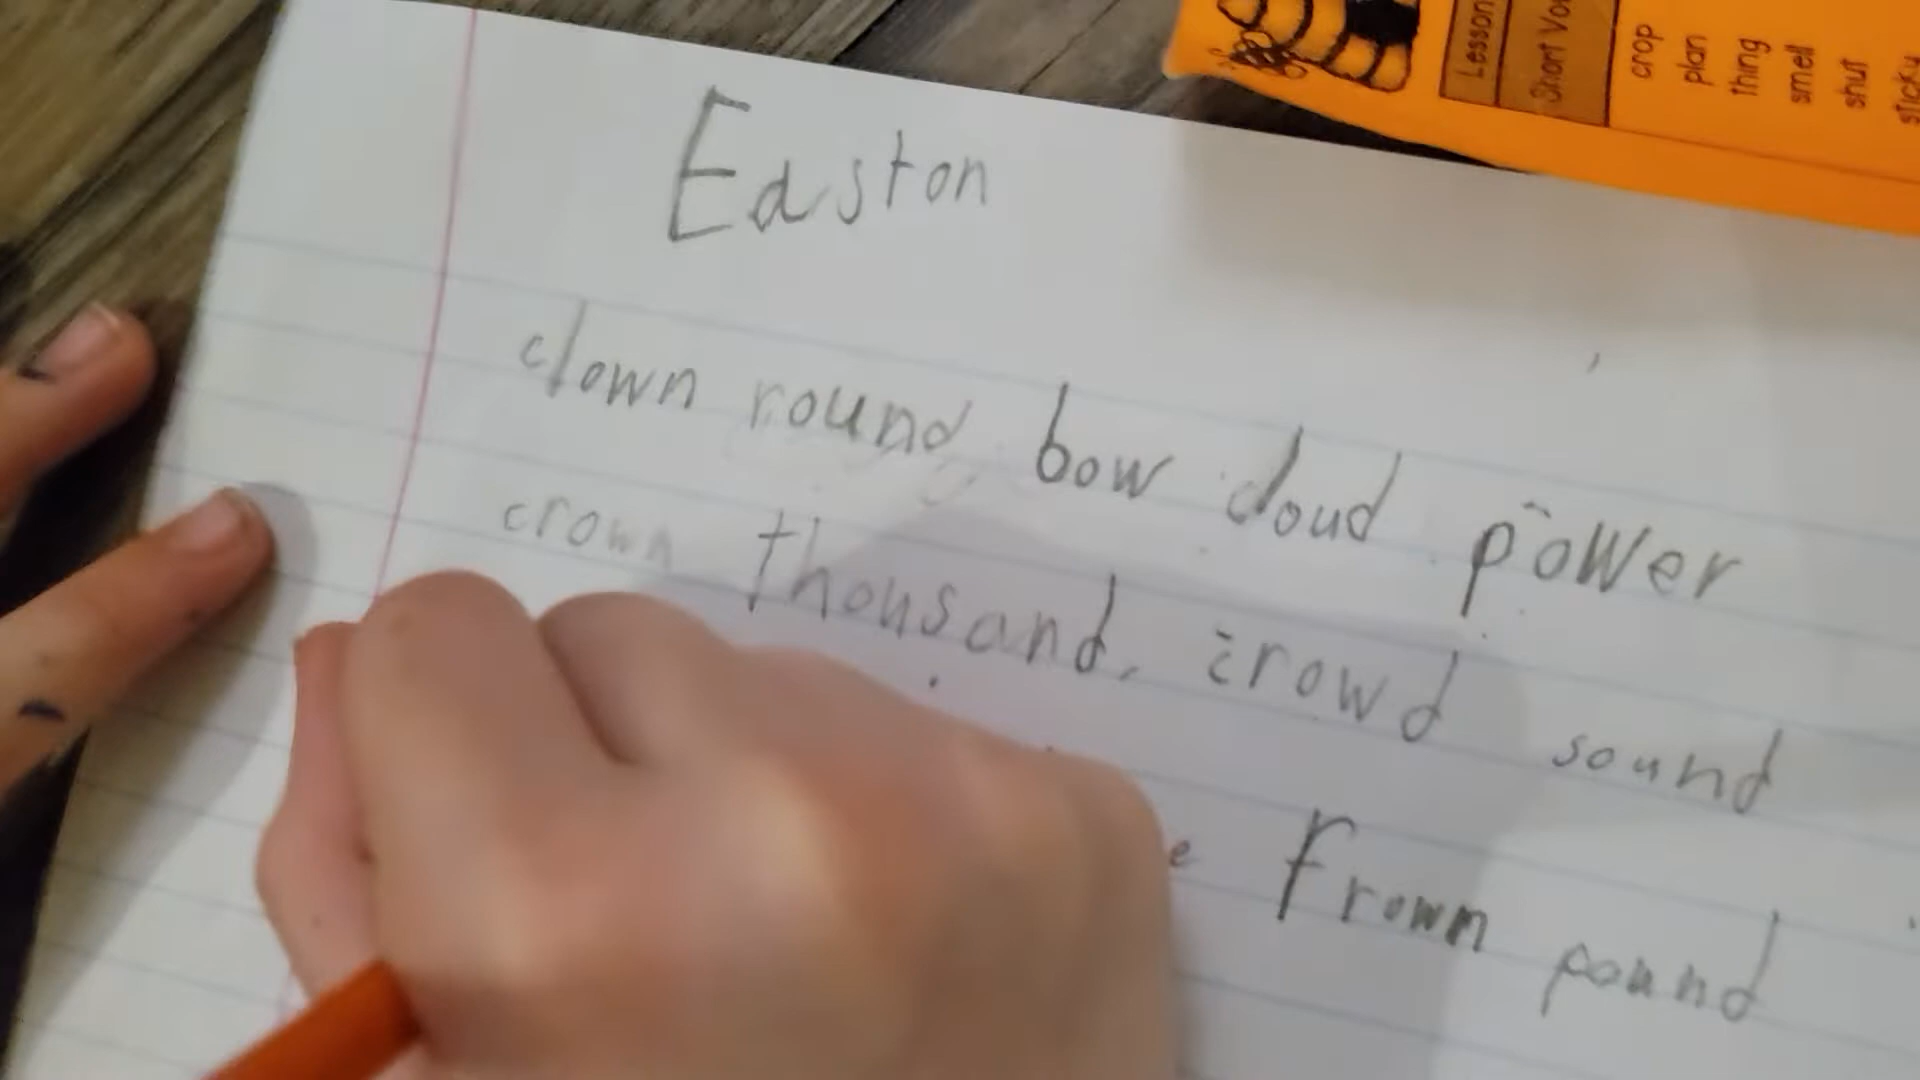 Easton
clown round bow cloud power
crown thousand crowd sound
frown pound
Lesson
Short
crop
plan
thing
smell
shut
sticky